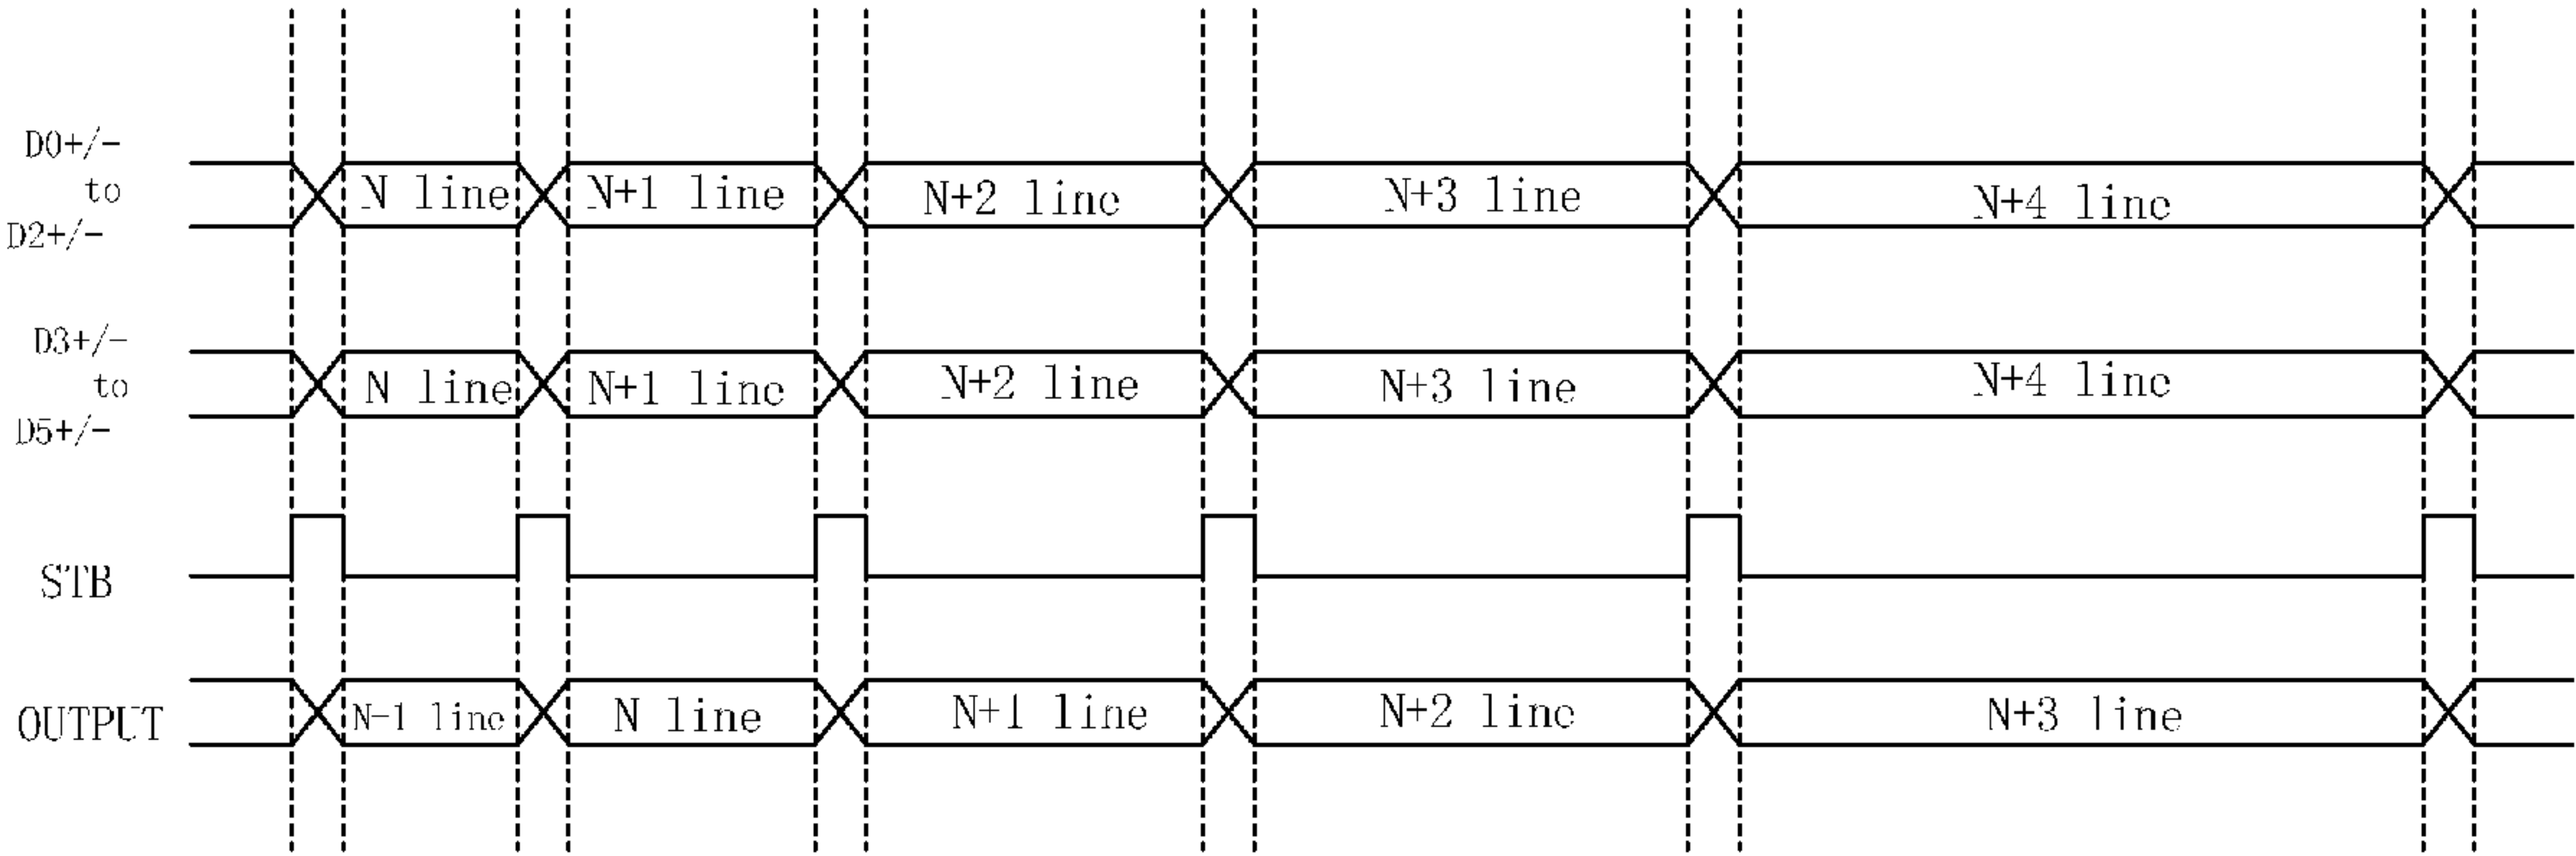 D0+/-
to
D2+/-
N line N+1 line N+2 line N+3 line N+4 line
D3+/-
to
D5+/-
N line N+1 line N+2 line N+3 line N+4 line
STB
OUTPUT
N-1 line N line N+1 line N+2 line N+3 line